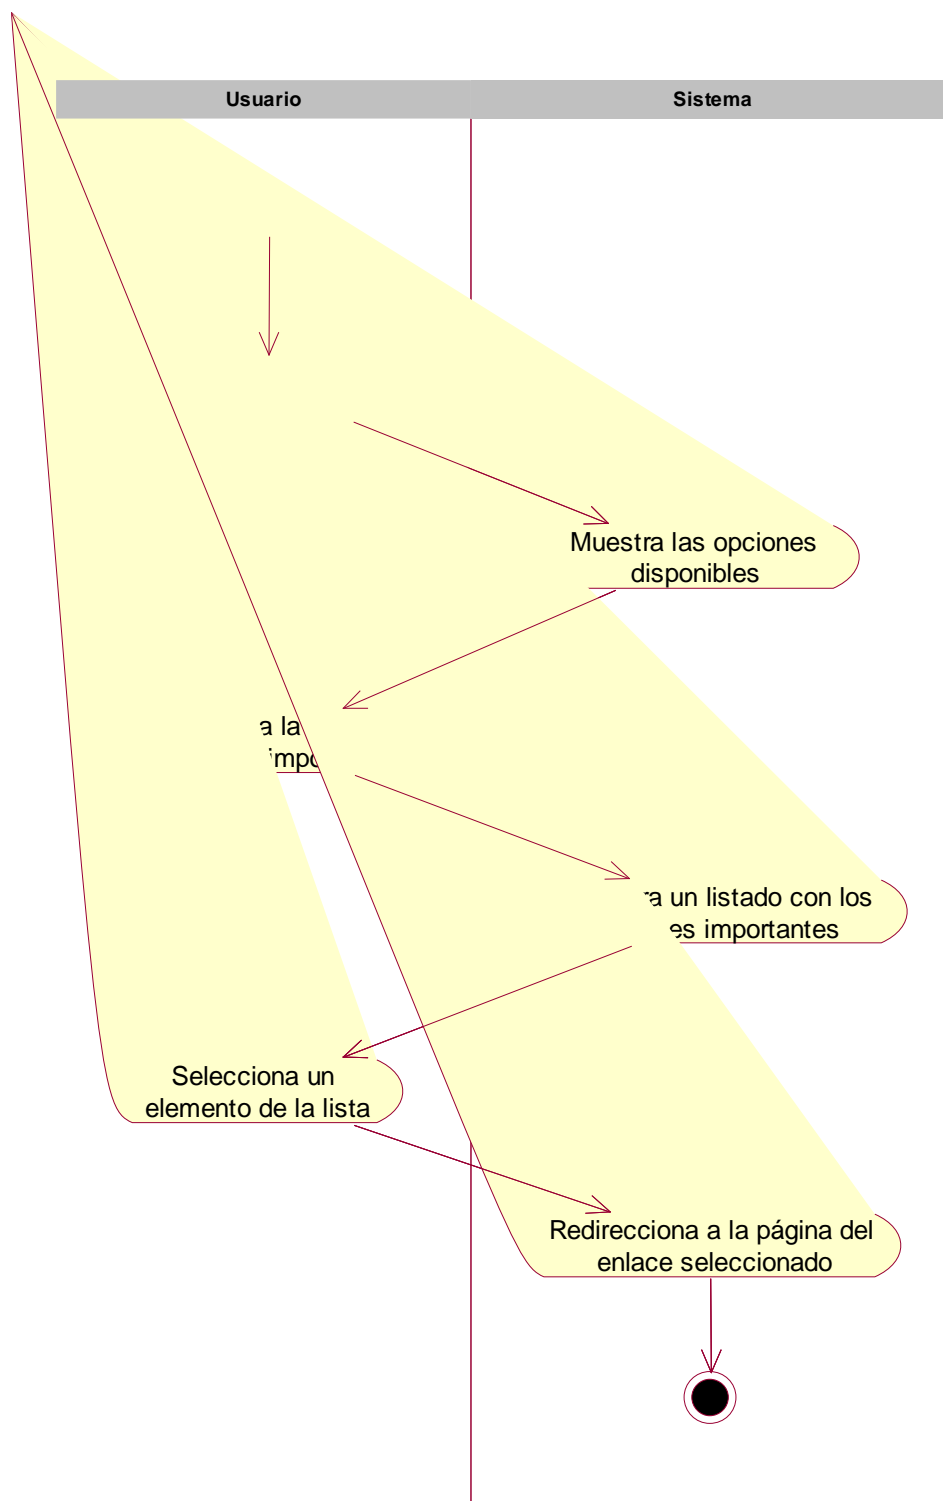 Usuario
Sistema
Muestra las opciones
disponibles
a la
un listado con los
importantes
Selecciona un
elemento de la lista
Redirecciona a la página del
enlace seleccionado